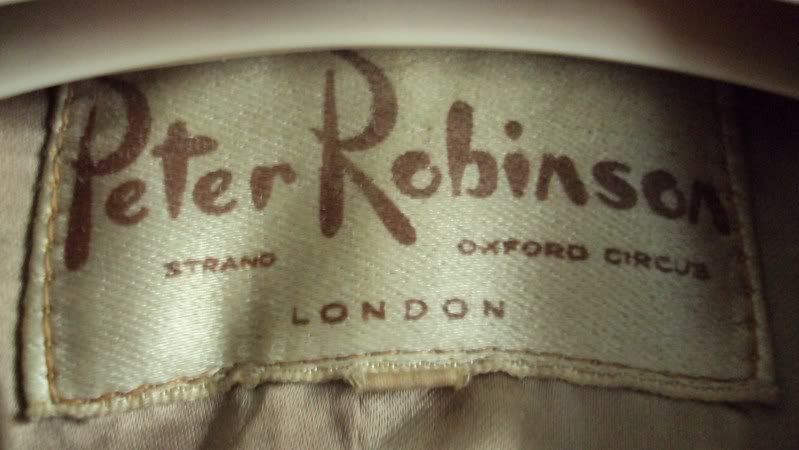 Peter Robinson
STRAND OXFORD CIRCUS
LONDON